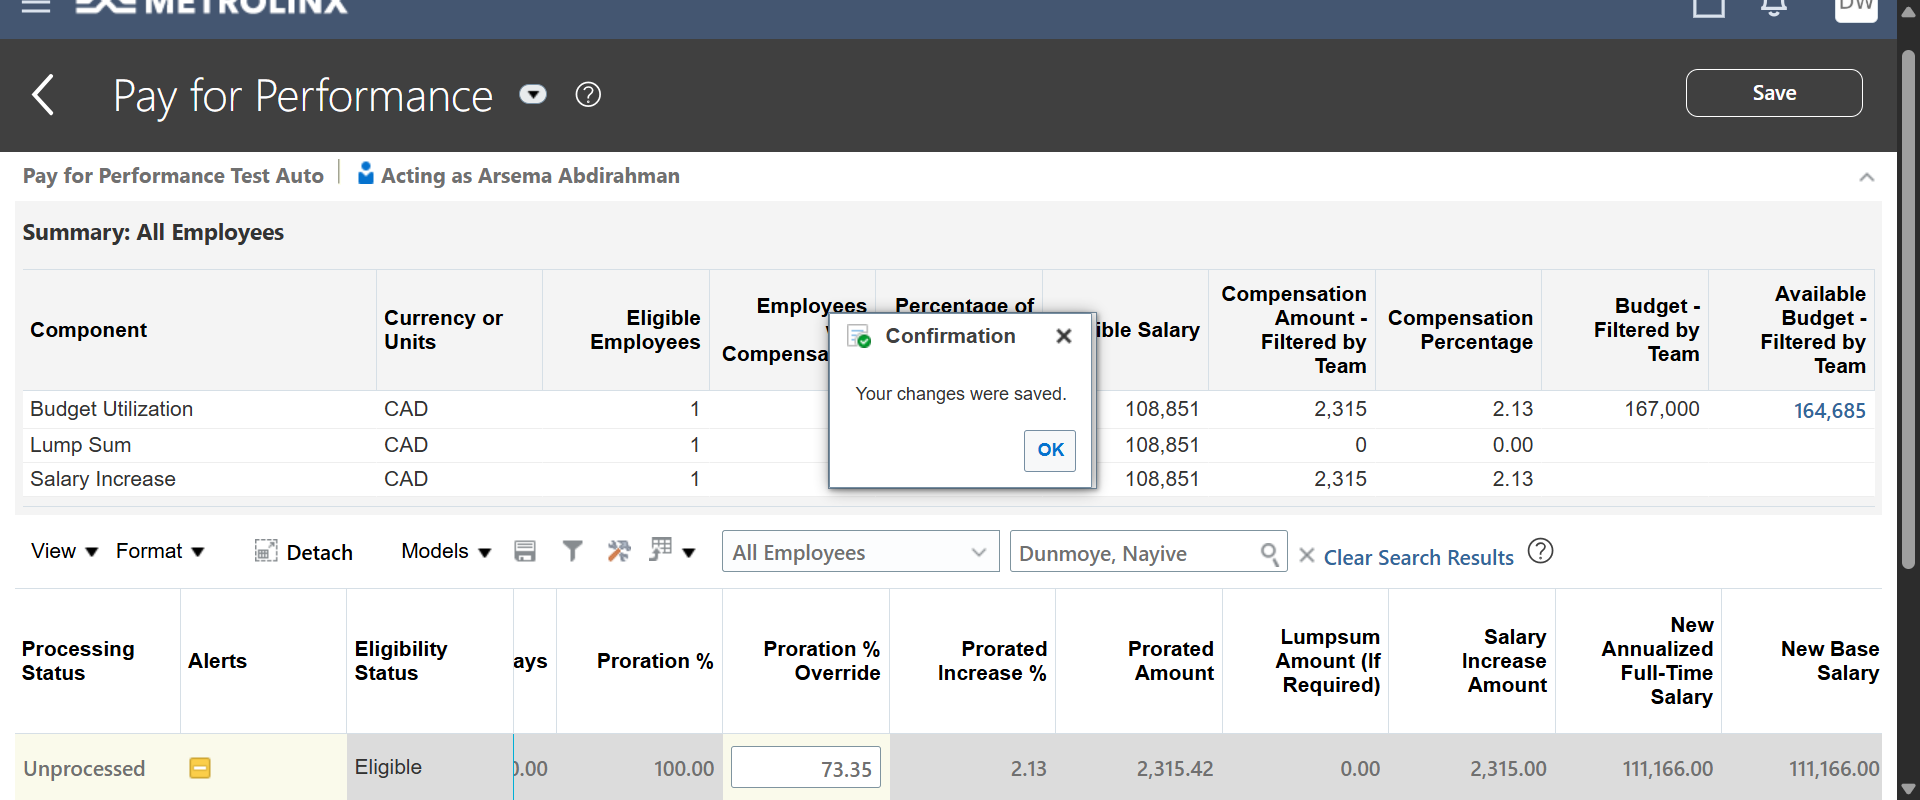 METROLINX
DW
Pay for Performance
Save
Pay for Performance Test Auto
Acting as Arsema Abdirahman
Summary: All Employees
Component
Currency or
Units
Eligible
Employees
Employees
Compensa
Percentage of
ible Salary
Compensation
Amount -
Filtered by
Team
Compensation
Percentage
Budget -
Filtered by
Team
Available
Budget -
Filtered by
Team
Budget Utilization CAD 1 108,851 2,315 2.13 167,000 164,685
Lump Sum CAD 1 108,851 0 0.00
Salary Increase CAD 1 108,851 2,315 2.13
Confirmation
Your changes were saved.
OK
View Format Detach Models All Employees Dunmoye, Nayive Clear Search Results
Processing
Status
Alerts
Eligibility
Status
ays
Proration %
Proration %
Override
Prorated
Increase %
Prorated
Amount
Lumpsum
Amount (If
Required)
Salary
Increase
Amount
New
Annualized
Full-Time
Salary
New Base
Salary
Unprocessed Eligible 0.00 100.00 73.35 2.13 2,315.42 0.00 2,315.00 111,166.00 111,166.00